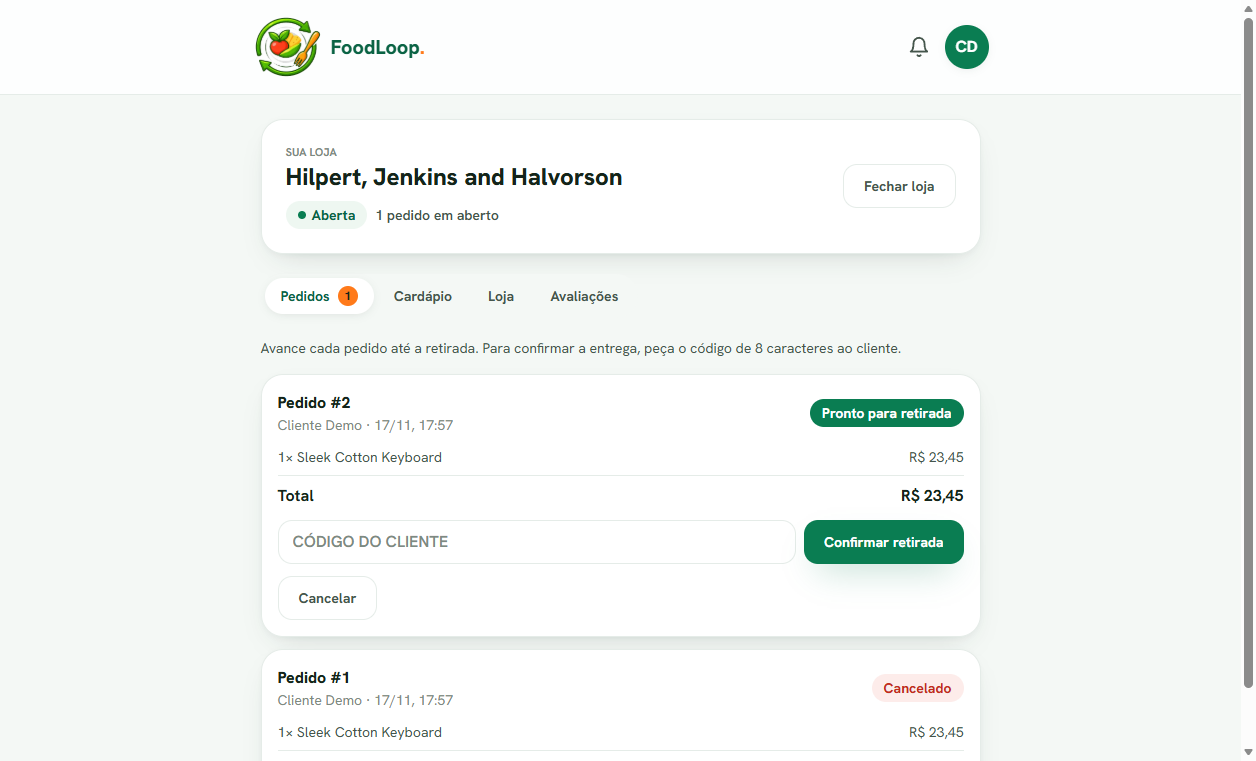 FoodLoop.
CD
SUA LOJA
Hilpert, Jenkins and Halvorson
Fechar loja
Aberta 1 pedido em aberto
Pedidos 1 Cardápio Loja Avaliações
Avance cada pedido até a retirada. Para confirmar a entrega, peça o código de 8 caracteres ao cliente.
Pedido #2
Pronto para retirada
Cliente Demo · 17/11, 17:57
1× Sleek Cotton Keyboard R$ 23,45
Total R$ 23,45
CÓDIGO DO CLIENTE Confirmar retirada
Cancelar
Pedido #1
Cancelado
Cliente Demo · 17/11, 17:57
1× Sleek Cotton Keyboard R$ 23,45